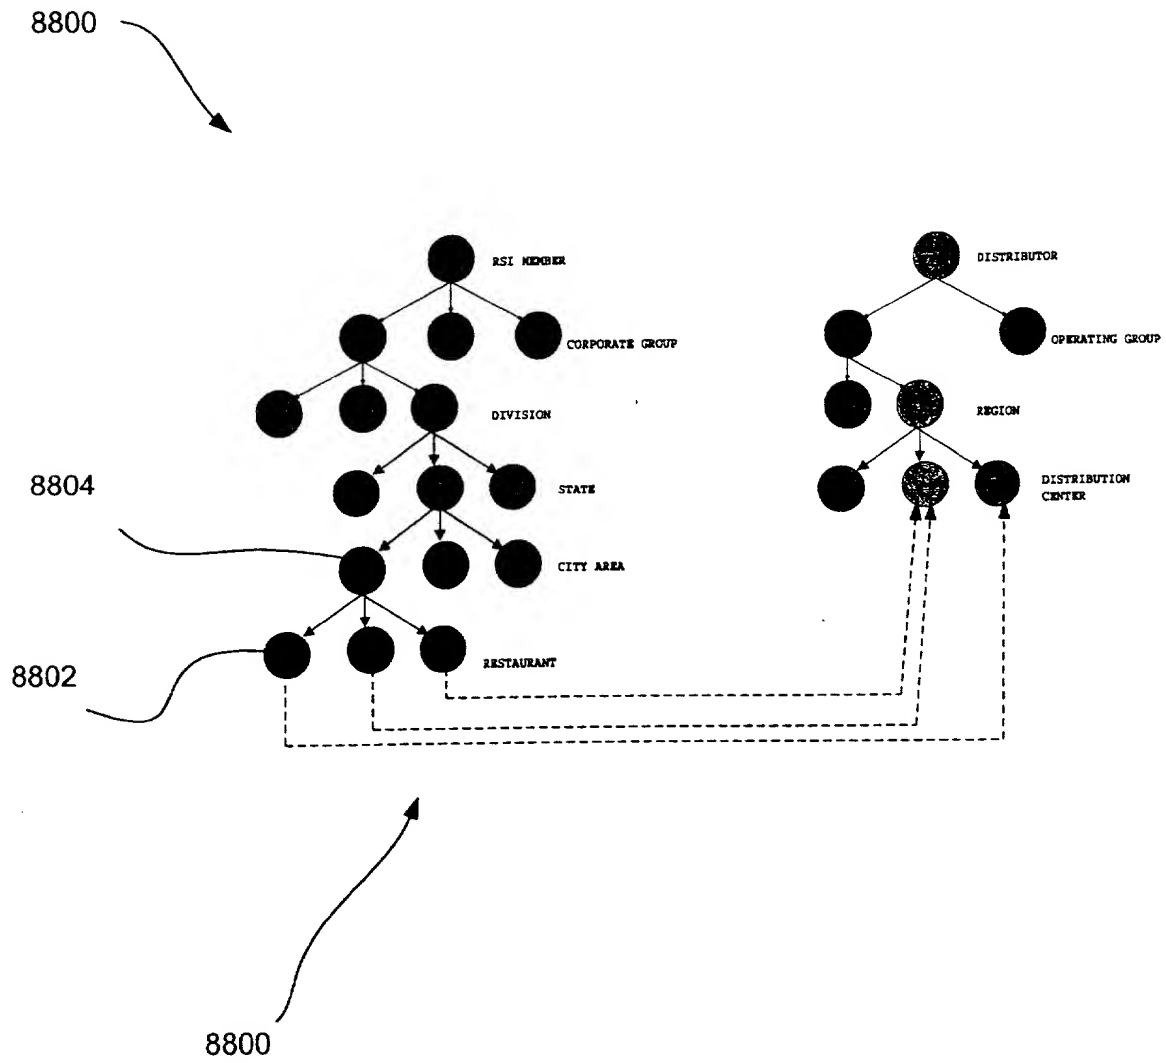 8800
RSI MEMBER
DISTRIBUTOR
CORPORATE GROUP
OPERATING GROUP
DIVISION
REGION
8804
STATE
DISTRIBUTION
CENTER
CITY AREA
RESTAURANT
8802
8800